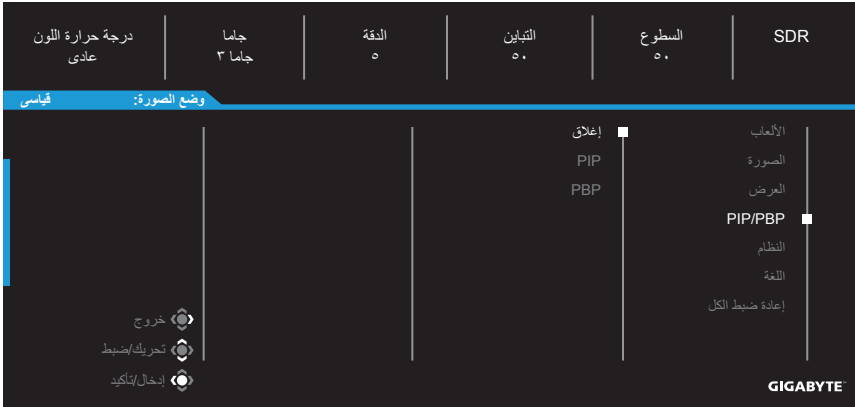 SDR
السطوع
٥٠
التباين
٥٠
الدقة
٥
جاما
جاما ٣
درجة حرارة اللون
عادى
وضع الصورة: قياسى
الألعاب
الصورة
العرض
PIP/PBP
النظام
اللغة
إعادة ضبط الكل
إغلاق
PIP
PBP
خروج
تحريك/ضبط
إدخال/تأكيد
GIGABYTE